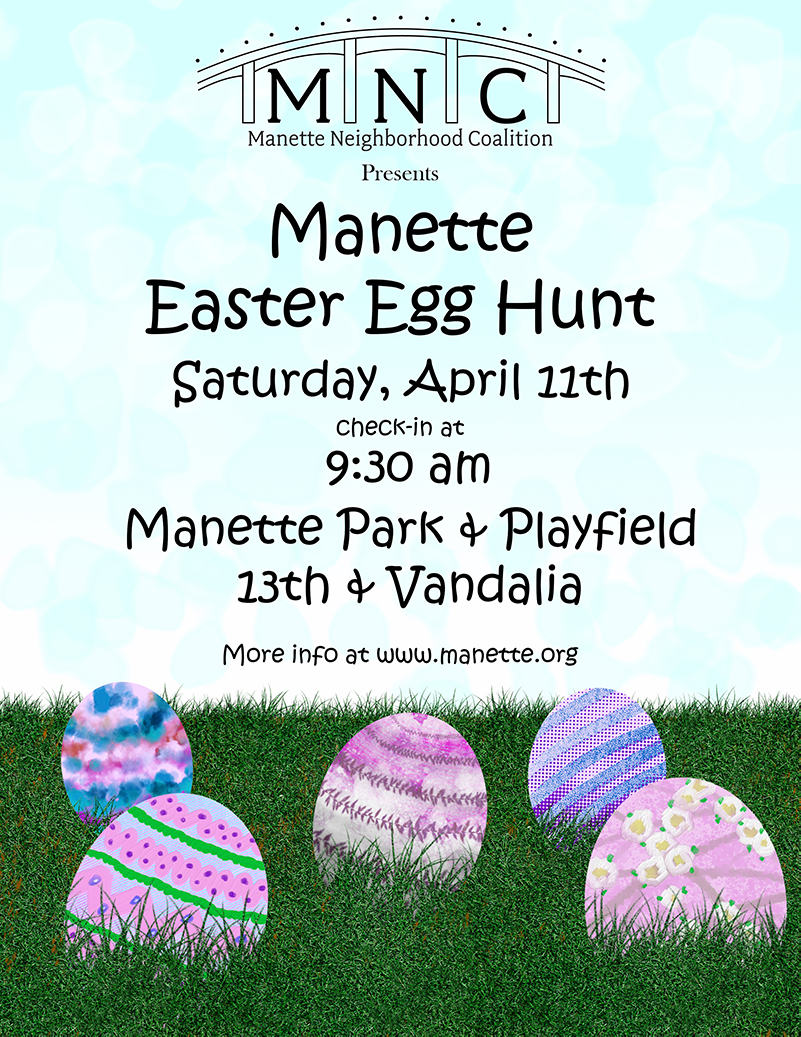 MNC
Manette Neighborhood Coalition
Presents
Manette
Easter Egg Hunt
Saturday, April 11th
check-in at
9:30 am
Manette Park & Playfield
13th & Vandalia
More info at www.manette.org